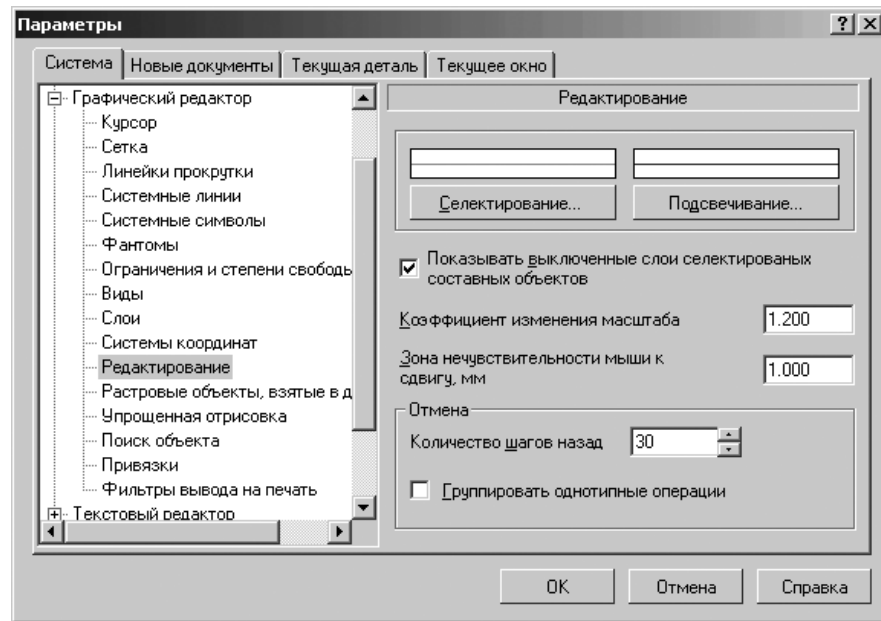 Параметры
Система Новые документы Текущая деталь Текущее окно
Графический редактор
Курсор
Сетка
Линейки прокрутки
Системные линии
Системные символы
Фантомы
Ограничения и степени свободы
Виды
Слои
Системы координат
Редактирование
Растровые объекты, взятые в д
Упрощенная отрисовка
Поиск объекта
Привязки
Фильтры вывода на печать
Текстовый редактор
Редактирование
Селектирование... Подсвечивание...
Показывать выключенные слои селектированых
составных объектов
Коэффициент изменения масштаба 1.200
Зона нечувствительности мыши к
сдвигу, мм 1.000
Отмена
Количество шагов назад 30
Группировать однотипные операции
OK Отмена Справка